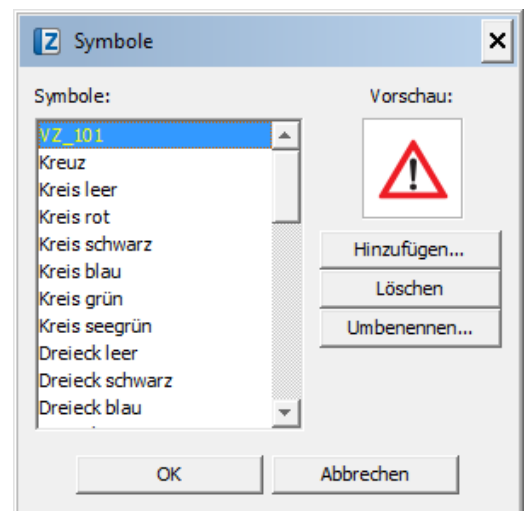 Symbole
Symbole:
Vorschau:
VZ_101
Kreuz
Kreis leer
Kreis rot
Kreis schwarz
Kreis blau
Kreis grün
Kreis seegrün
Dreieck leer
Dreieck schwarz
Dreieck blau
Hinzufügen...
Löschen
Umbenennen...
OK
Abbrechen